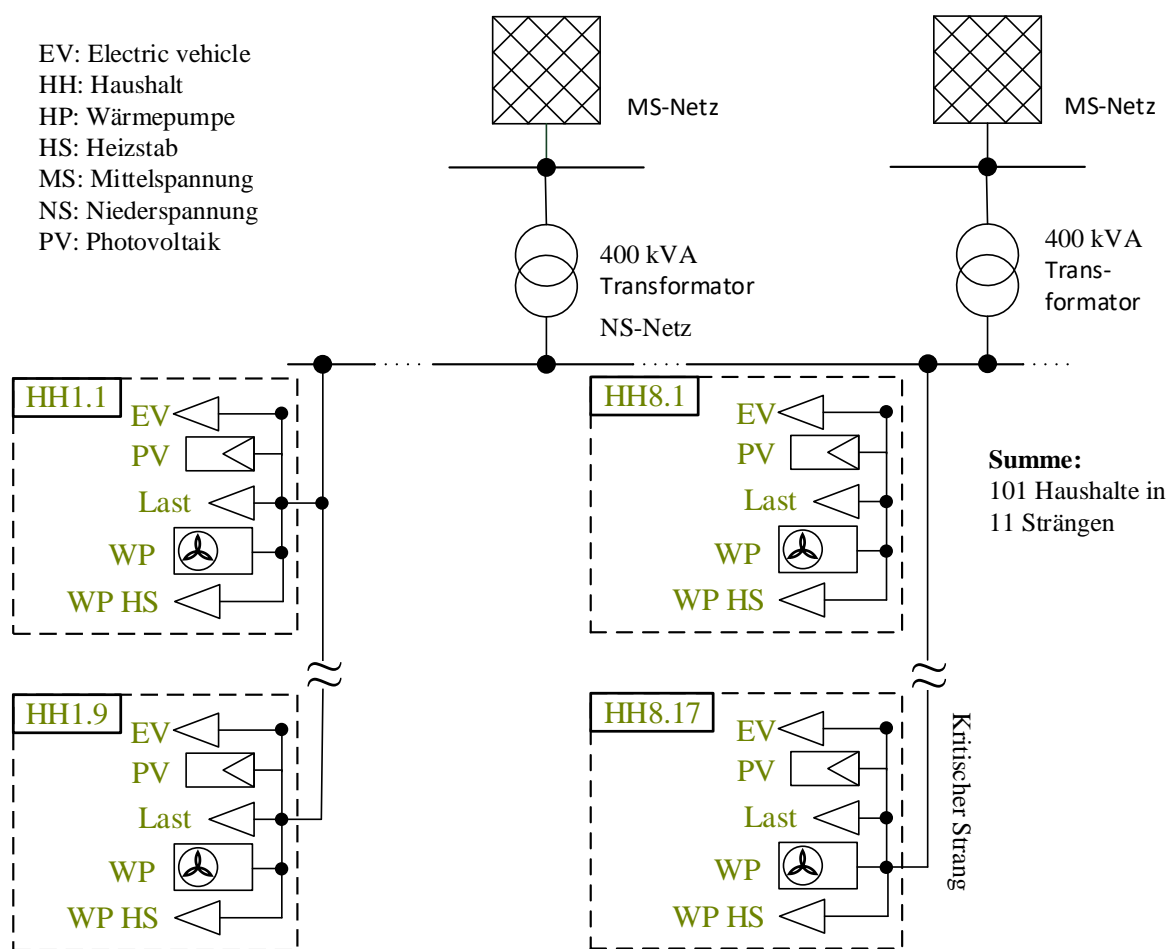 EV: Electric vehicle
HH: Haushalt
HP: Wärmepumpe
HS: Heizstab
MS: Mittelspannung
NS: Niederspannung
PV: Photovoltaik
MS-Netz
MS-Netz
400 kVA
Transformator
NS-Netz
400 kVA
Trans-
formator
HH1.1
EV
PV
Last
WP
WP HS
HH8.1
EV
PV
Last
WP
WP HS
Summe:
101 Haushalte in
11 Strängen
HH1.9
EV
PV
Last
WP
WP HS
HH8.17
EV
PV
Last
WP
WP HS
Kritischer Strang